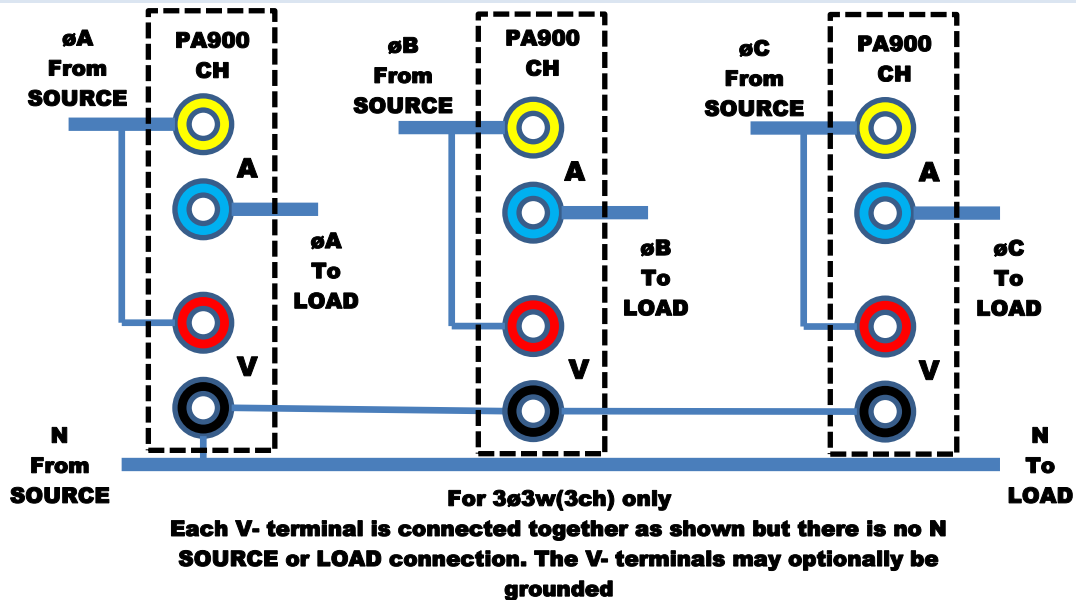 øA
From
SOURCE
PA900
CH
A
øA
To
LOAD
V
øB
From
SOURCE
PA900
CH
A
øB
To
LOAD
V
øC
From
SOURCE
PA900
CH
A
øC
To
LOAD
V
N
From
SOURCE
N
To
LOAD
For 3ø3w(3ch) only
Each V- terminal is connected together as shown but there is no N
SOURCE or LOAD connection. The V- terminals may optionally be
grounded